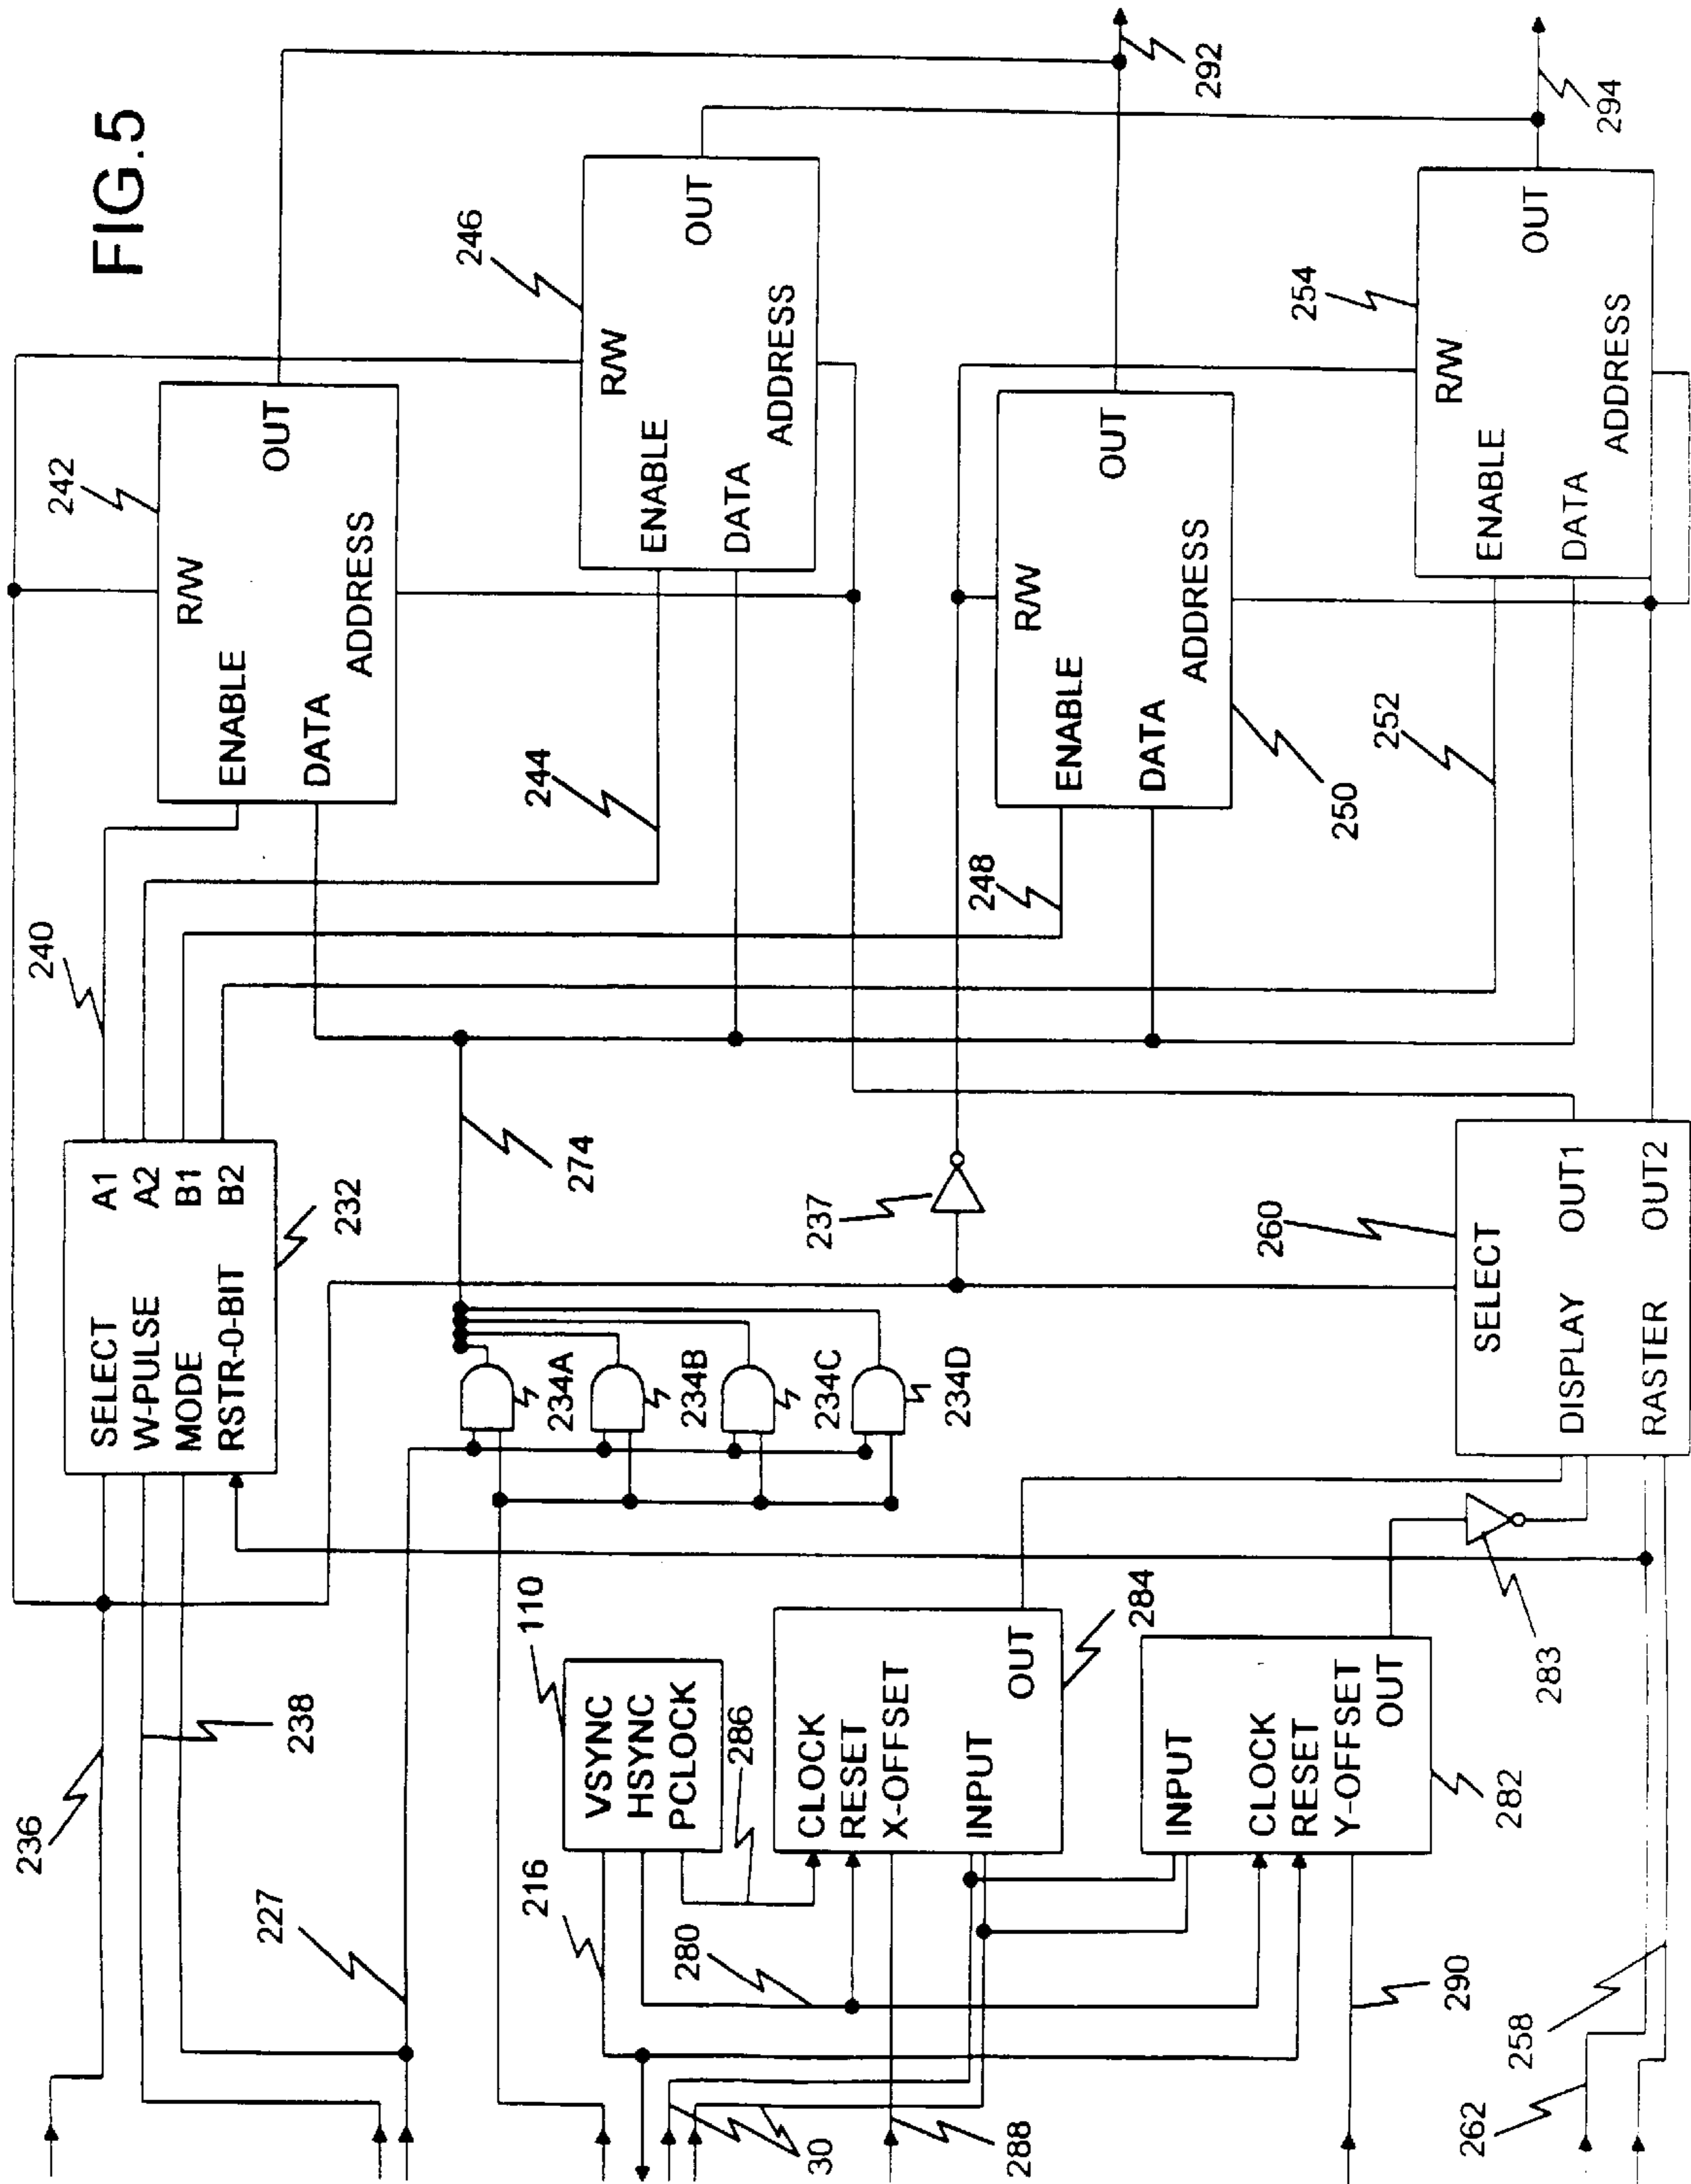 FIG.5
236
238
227
SELECT A1
W-PULSE A2
MODE B1
RSTR-0-BIT B2
232
240
242
R/W
ENABLE
OUT
DATA
ADDRESS
246
R/W
ENABLE
OUT
DATA
ADDRESS
244
292
294
234A
234B
234C
234D
274
216
110
VSYNC
HSYNC
PCLOCK
286
280
30
288
CLOCK
RESET
X-OFFSET
OUT
INPUT
284
INPUT
CLOCK
RESET
Y-OFFSET
OUT
282
290
283
237
248
R/W
ENABLE
OUT
DATA
ADDRESS
250
252
254
R/W
ENABLE
OUT
DATA
ADDRESS
260
SELECT
DISPLAY OUT1
RASTER OUT2
262
258